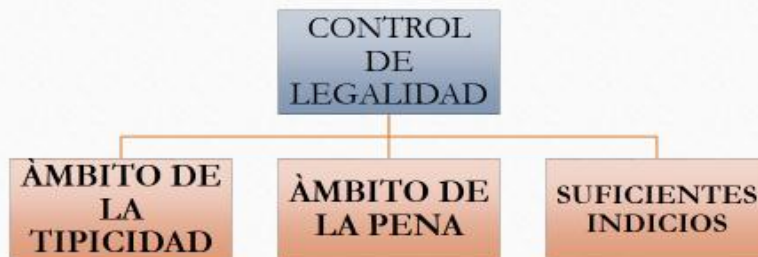 CONTROL
DE
LEGALIDAD
ÀMBITO DE
LA
TIPICIDAD
ÀMBITO DE
LA PENA
SUFICIENTES
INDICIOS